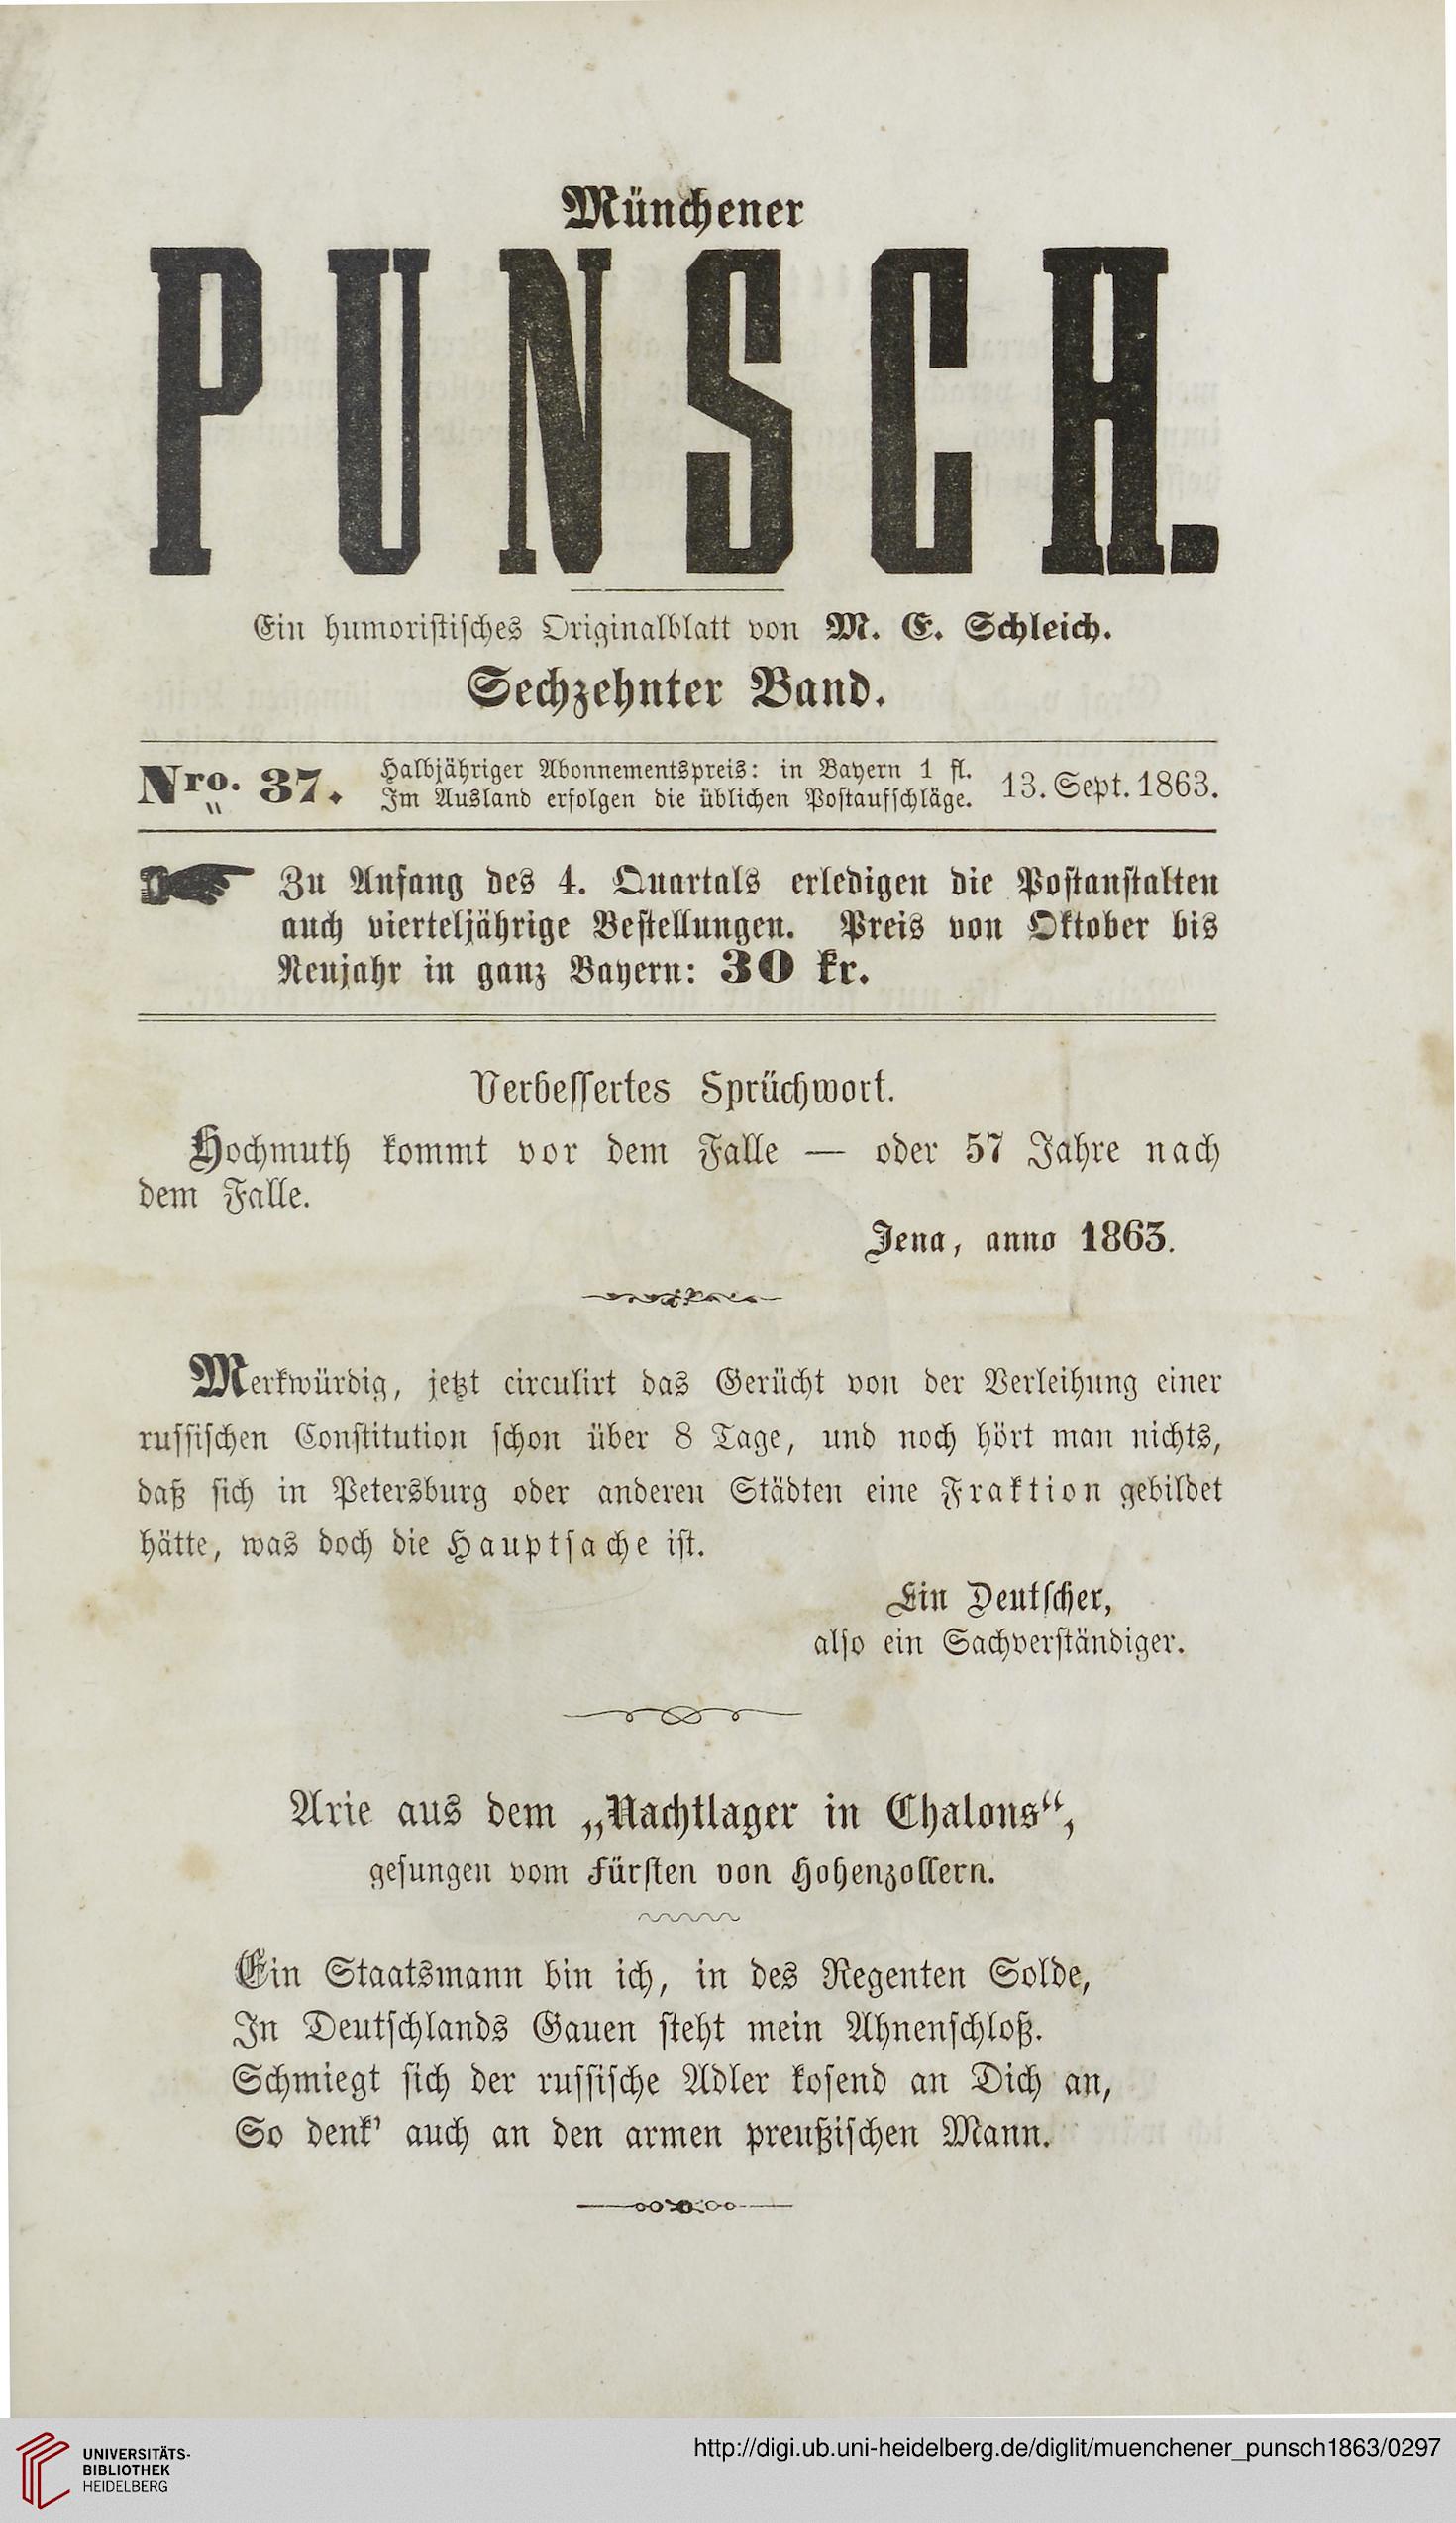 Münchener
PUNSCH.
Ein humoristisches Originalblatt von M. E. Schleich.
Sechzehnter Band.
Nro. 37. Halbjähriger Abonnementspreis: in Bayern 1 fl. 13. Sept. 1863.
Im Ausland erfolgen die üblichen Postaufschläge.
Zu Anfang des 4. Quartals erledigen die Postanstalten
auch vierteljährige Bestellungen. Preis von Oktober bis
Neujahr in ganz Bayern: 30 kr.
Verbessertes Sprüchwort.
Hochmuth kommt vor dem Falle — oder 57 Jahre nach
dem Falle.
Jena, anno 1863.
Merkwürdig, jetzt circulirt das Gerücht von der Verleihung einer
russischen Constitution schon über 8 Tage, und noch hört man nichts,
daß sich in Petersburg oder anderen Städten eine Fraktion gebildet
hätte, was doch die Hauptsache ist.
Ein Deutscher,
also ein Sachverständiger.
Arie aus dem „Nachtlager in Chalons“,
gesungen vom Fürsten von Hohenzollern.
Ein Staatsmann bin ich, in des Regenten Solde,
In Deutschlands Gauen steht mein Ahnenschloß.
Schmiegt sich der russische Adler kosend an Dich an,
So denk' auch an den armen preußischen Mann.
UNIVERSITÄTS-
BIBLIOTHEK
HEIDELBERG
http://digi.ub.uni-heidelberg.de/diglit/muenchener_punsch1863/0297